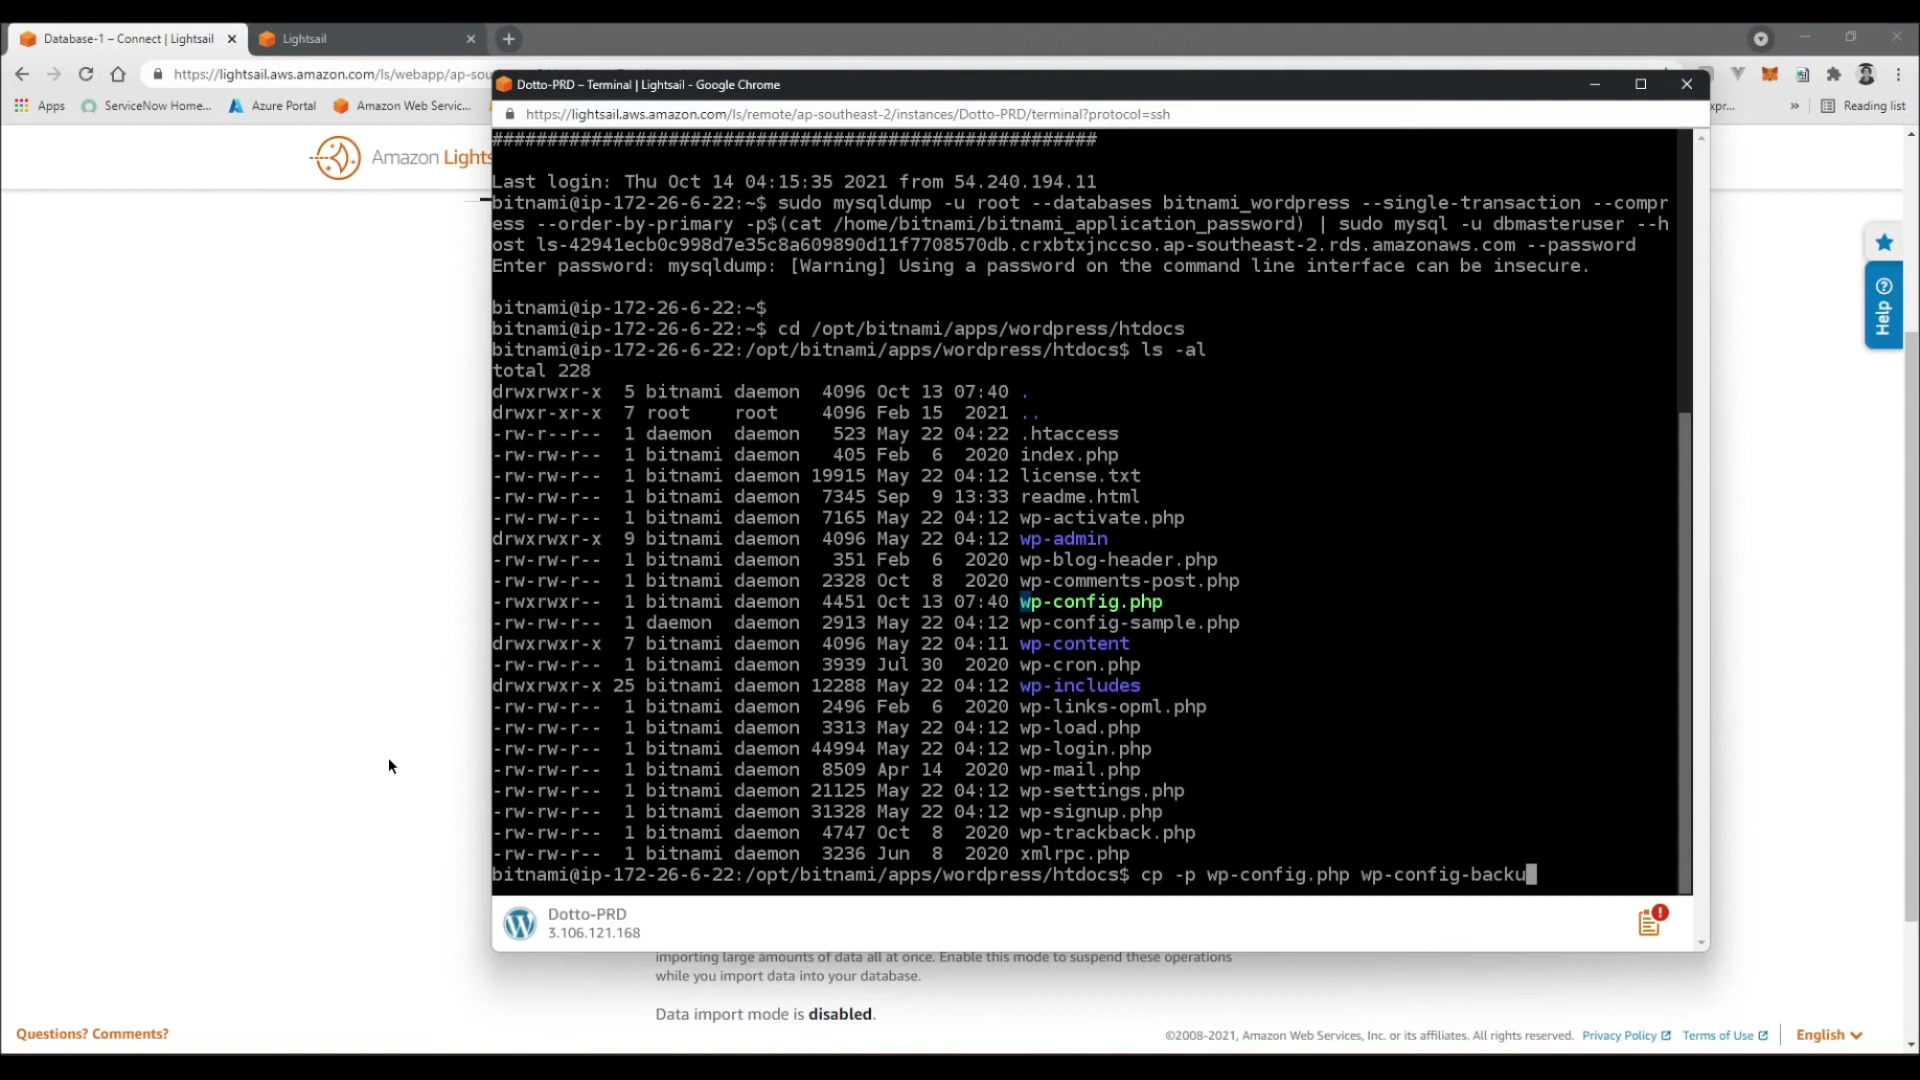 Database-1 – Connect | Lightsail
Lightsail
https://lightsail.aws.amazon.com/ls/webapp/ap-sou
Apps
ServiceNow Home...
Azure Portal
Amazon Web Servic...
xpr...
Reading list
Amazon Lights
Dotto-PRD – Terminal | Lightsail - Google Chrome
https://lightsail.aws.amazon.com/ls/remote/ap-southeast-2/instances/Dotto-PRD/terminal?protocol=ssh
#######################################################
Last login: Thu Oct 14 04:15:35 2021 from 54.240.194.11
bitnami@ip-172-26-6-22:~$ sudo mysqldump -u root --databases bitnami_wordpress --single-transaction --compr
ess --order-by-primary -p$(cat /home/bitnami/bitnami_application_password) | sudo mysql -u dbmasteruser --h
ost ls-42941ecb0c998d7e35c8a609890d11f7708570db.crxbtxjnccso.ap-southeast-2.rds.amazonaws.com --password
Enter password: mysqldump: [Warning] Using a password on the command line interface can be insecure.
bitnami@ip-172-26-6-22:~$
bitnami@ip-172-26-6-22:~$ cd /opt/bitnami/apps/wordpress/htdocs
bitnami@ip-172-26-6-22:/opt/bitnami/apps/wordpress/htdocs$ ls -al
total 228
drwxrwxr-x  5 bitnami daemon  4096 Oct 13 07:40 .
drwxr-xr-x  7 root    root    4096 Feb 15  2021 ..
-rw-r--r--  1 daemon  daemon   523 May 22 04:22 .htaccess
-rw-rw-r--  1 bitnami daemon   405 Feb  6  2020 index.php
-rw-rw-r--  1 bitnami daemon 19915 May 22 04:12 license.txt
-rw-rw-r--  1 bitnami daemon  7345 Sep  9 13:33 readme.html
-rw-rw-r--  1 bitnami daemon  7165 May 22 04:12 wp-activate.php
drwxrwxr-x  9 bitnami daemon  4096 May 22 04:12 wp-admin
-rw-rw-r--  1 bitnami daemon   351 Feb  6  2020 wp-blog-header.php
-rw-rw-r--  1 bitnami daemon  2328 Oct  8  2020 wp-comments-post.php
-rwxrwxr--  1 bitnami daemon  4451 Oct 13 07:40 wp-config.php
-rw-rw-r--  1 daemon  daemon  2913 May 22 04:12 wp-config-sample.php
drwxrwxr-x  7 bitnami daemon  4096 May 22 04:11 wp-content
-rw-rw-r--  1 bitnami daemon  3939 Jul 30  2020 wp-cron.php
drwxrwxr-x 25 bitnami daemon 12288 May 22 04:12 wp-includes
-rw-rw-r--  1 bitnami daemon  2496 Feb  6  2020 wp-links-opml.php
-rw-rw-r--  1 bitnami daemon  3313 May 22 04:12 wp-load.php
-rw-rw-r--  1 bitnami daemon 44994 May 22 04:12 wp-login.php
-rw-rw-r--  1 bitnami daemon  8509 Apr 14  2020 wp-mail.php
-rw-rw-r--  1 bitnami daemon 21125 May 22 04:12 wp-settings.php
-rw-rw-r--  1 bitnami daemon 31328 May 22 04:12 wp-signup.php
-rw-rw-r--  1 bitnami daemon  4747 Oct  8  2020 wp-trackback.php
-rw-rw-r--  1 bitnami daemon  3236 Jun  8  2020 xmlrpc.php
bitnami@ip-172-26-6-22:/opt/bitnami/apps/wordpress/htdocs$ cp -p wp-config.php wp-config-backu
Dotto-PRD
3.106.121.168
Help
importing large amounts of data all at once. Enable this mode to suspend these operations
while you import data into your database.
Data import mode is disabled.
Questions? Comments?
©2008-2021, Amazon Web Services, Inc. or its affiliates. All rights reserved.
Privacy Policy
Terms of Use
English